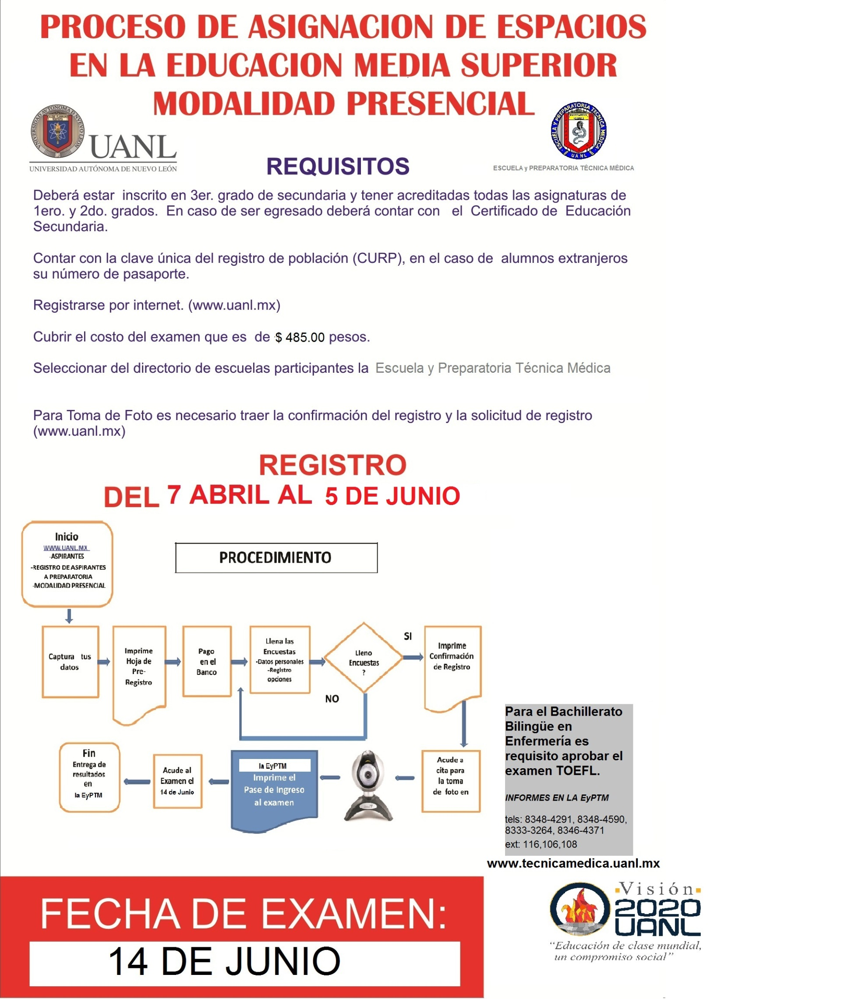 PROCESO DE ASIGNACION DE ESPACIOS
EN LA EDUCACION MEDIA SUPERIOR
MODALIDAD PRESENCIAL
UNIVERSIDAD AUTÓNOMA DE NUEVO LEÓN
UANL
UNIVERSIDAD AUTÓNOMA DE NUEVO LEÓN
ESCUELA Y PREPARATORIA TECNICA MEDICA
UANL
ESCUELA y PREPARATORIA TÉCNICA MÉDICA
REQUISITOS
Deberá estar inscrito en 3er. grado de secundaria y tener acreditadas todas las asignaturas de
1ero. y 2do. grados. En caso de ser egresado deberá contar con el Certificado de Educación
Secundaria.
Contar con la clave única del registro de población (CURP), en el caso de alumnos extranjeros
su número de pasaporte.
Registrarse por internet. (www.uanl.mx)
Cubrir el costo del examen que es de $ 485.00 pesos.
Seleccionar del directorio de escuelas participantes la Escuela y Preparatoria Técnica Médica
Para Toma de Foto es necesario traer la confirmación del registro y la solicitud de registro
(www.uanl.mx)
REGISTRO
DEL 7 ABRIL AL 5 DE JUNIO
Inicio
WWW.UANL.MX
-ASPIRANTES
-REGISTRO DE ASPIRANTES
A PREPARATORIA
-MODALIDAD PRESENCIAL
PROCEDIMIENTO
Captura tus
datos
Imprime
Hoja de
Pre-
Registro
Pago
en el
Banco
Llena las
Encuestas
-Datos personales
-Registro
opciones
Lleno
Encuestas
?
SI
NO
Imprime
Confirmación
de Registro
Acude a
cita para
la toma
de foto en
la EyPTM
Imprime el
Pase de Ingreso
al examen
Acude al
Examen el
14 de Junio
Fin
Entrega de
resultados
en
la EyPTM
Para el Bachillerato
Bilingüe en
Enfermería es
requisito aprobar el
examen TOEFL.
INFORMES EN LA EyPTM
tels: 8348-4291, 8348-4590,
8333-3264, 8346-4371
ext: 116,106,108
www.tecnicamedica.uanl.mx
FECHA DE EXAMEN:
14 DE JUNIO
Visión
2020
UANL
“Educación de clase mundial,
un compromiso social”